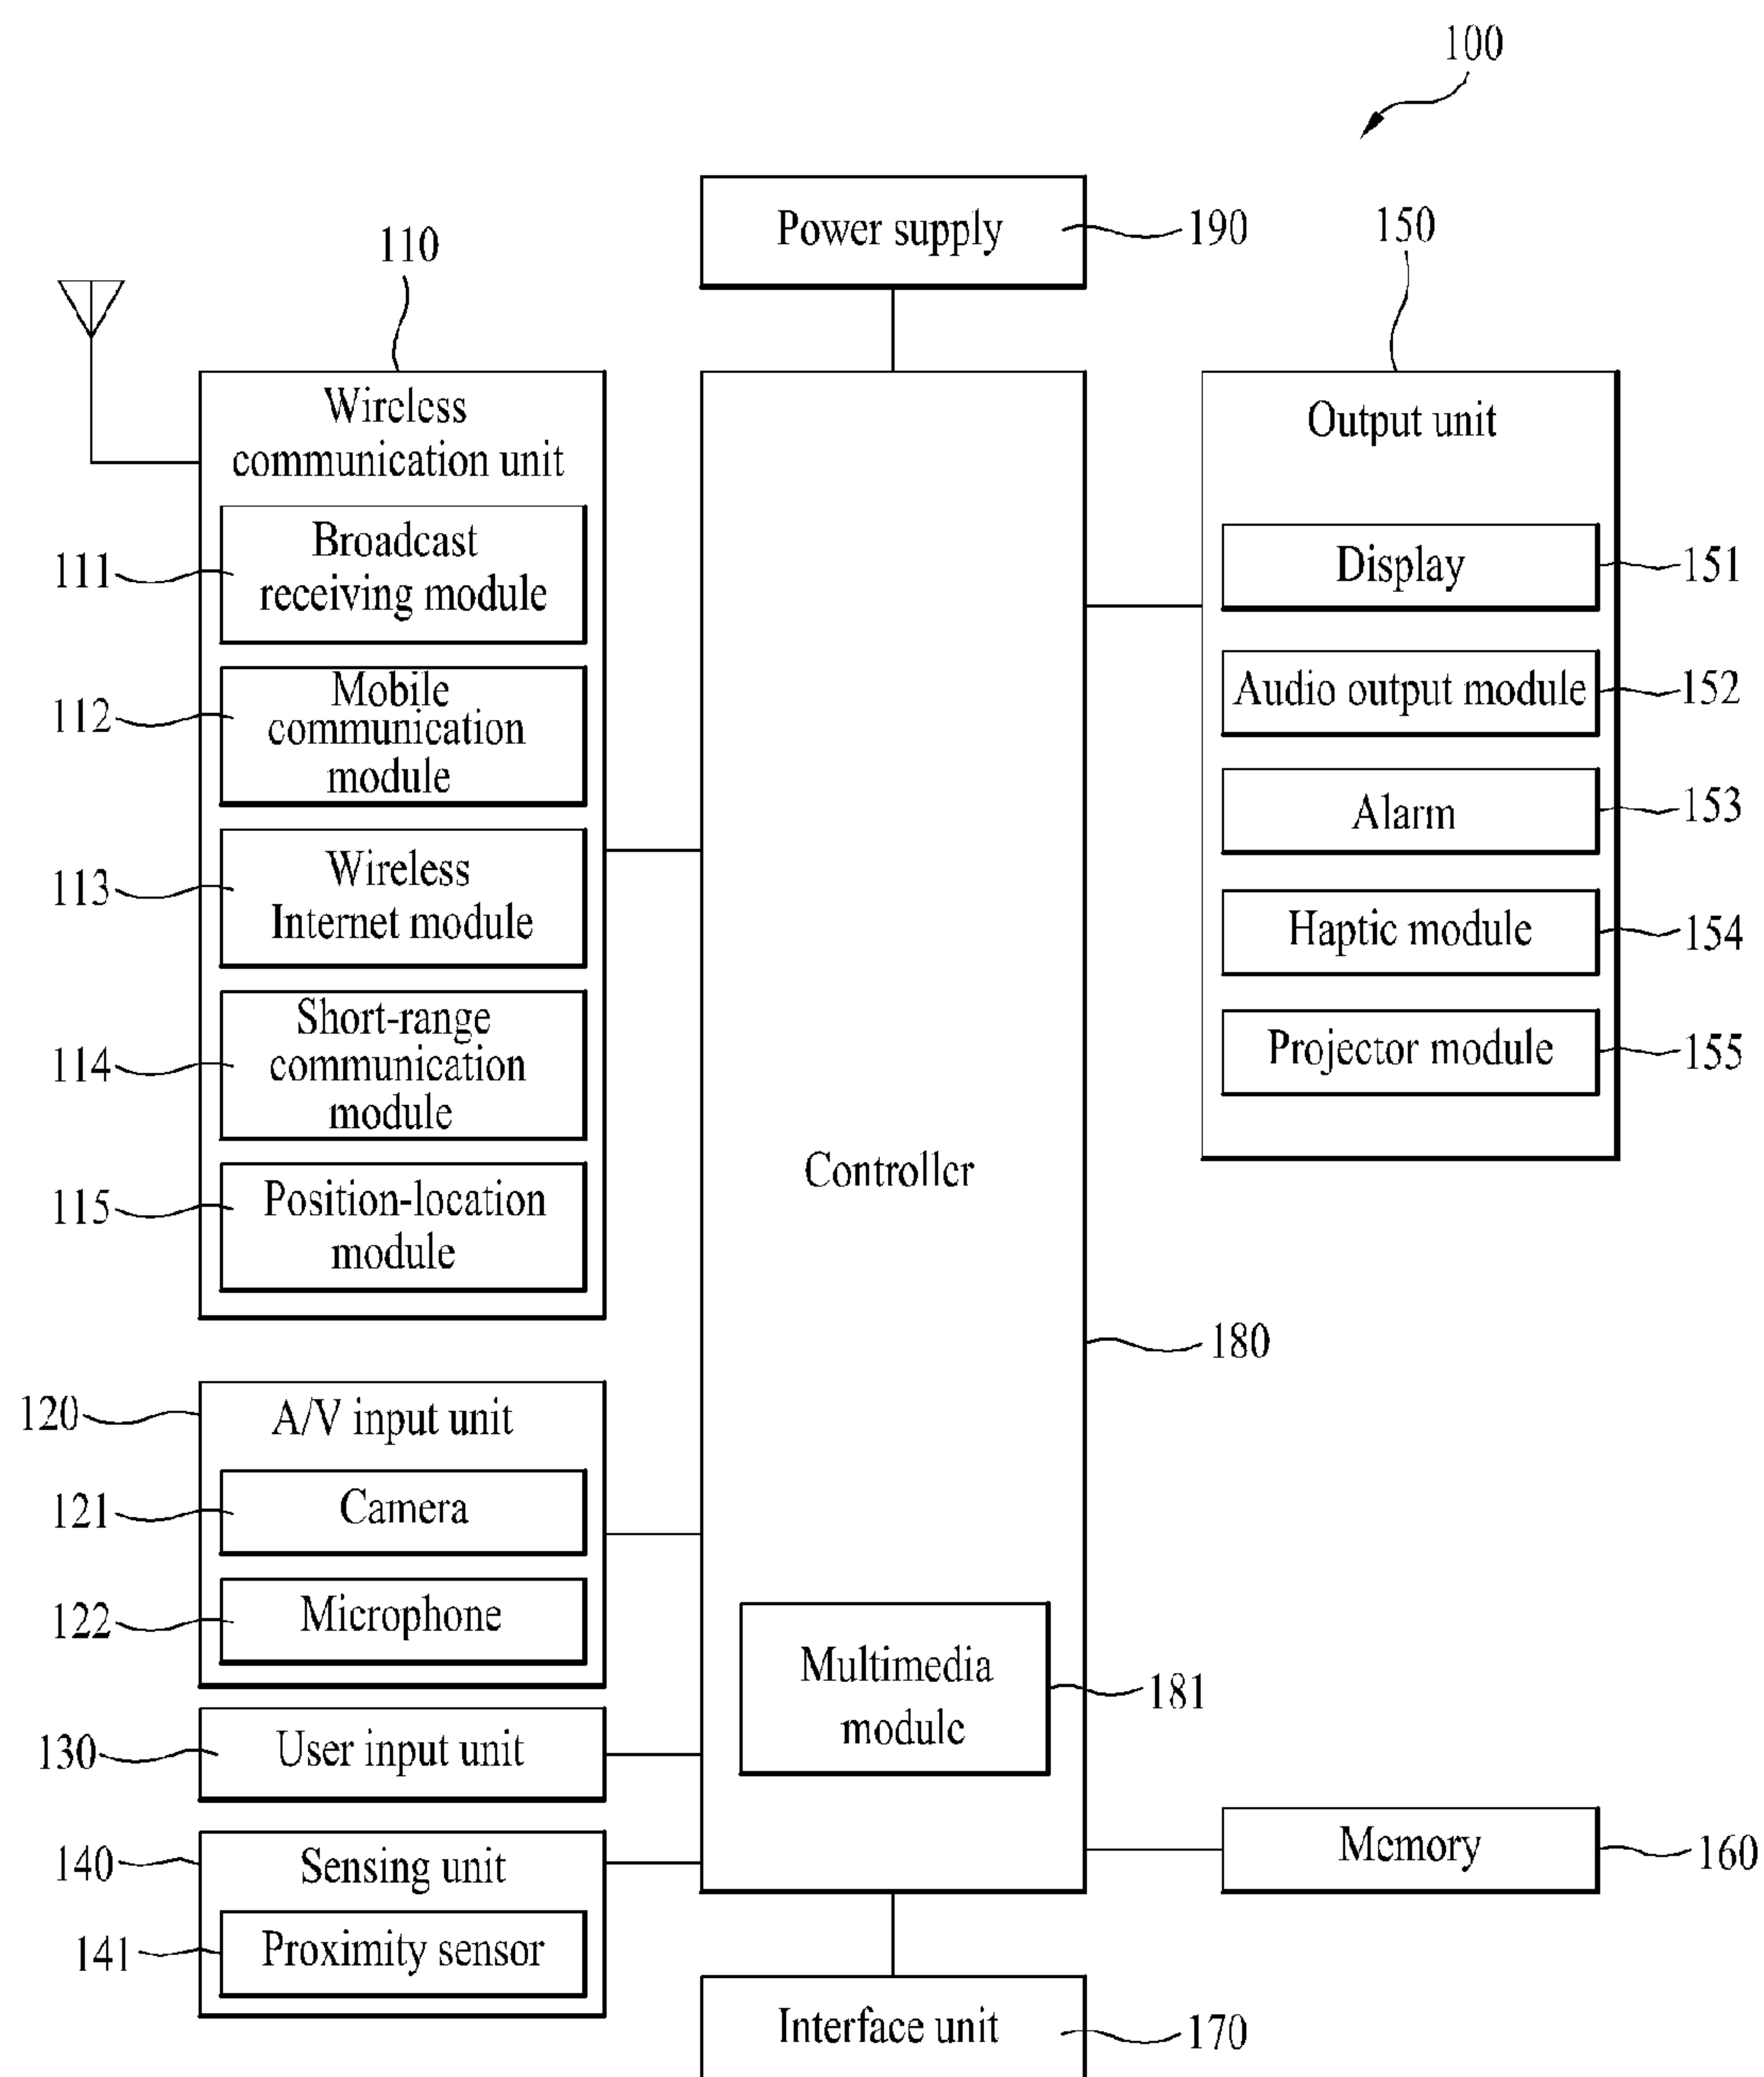 100
Power supply
190
150
110
Wireless
communication unit
Broadcast
receiving module
111
Mobile
communication
module
112
Wireless
Internet module
113
Short-range
communication
module
114
Position-location
module
115
A/V input unit
120
Camera
121
Microphone
122
User input unit
130
Sensing unit
140
Proximity sensor
141
Controller
180
Multimedia
module
181
Output unit
Display
151
Audio output module
152
Alarm
153
Haptic module
154
Projector module
155
Memory
160
Interface unit
170